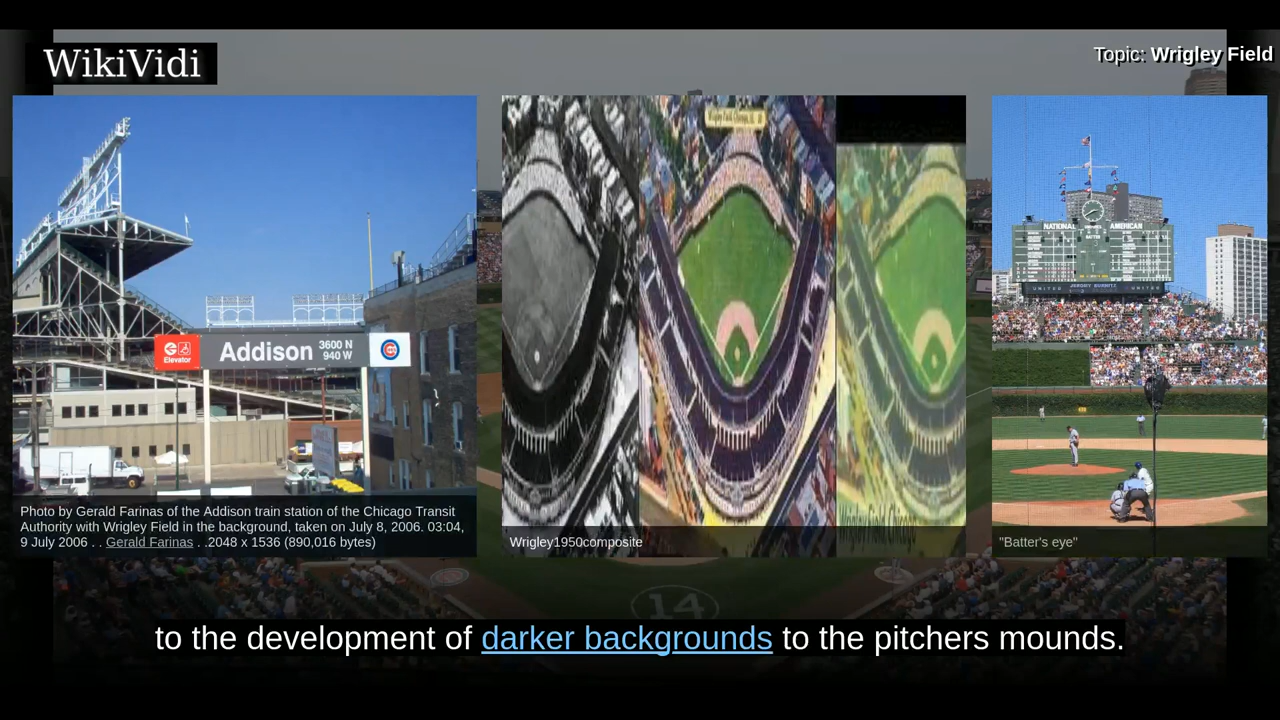 WikiVidi
Topic: Wrigley Field
Elevator
Addison
3600 N
940 W
Photo by Gerald Farinas of the Addison train station of the Chicago Transit
Authority with Wrigley Field in the background, taken on July 8, 2006. 03:04,
9 July 2006 . . Gerald Farinas . .2048 x 1536 (890,016 bytes)
Wrigley1950composite
NATIONAL
AMERICAN
"Batter's eye"
14
to the development of darker backgrounds to the pitchers mounds.